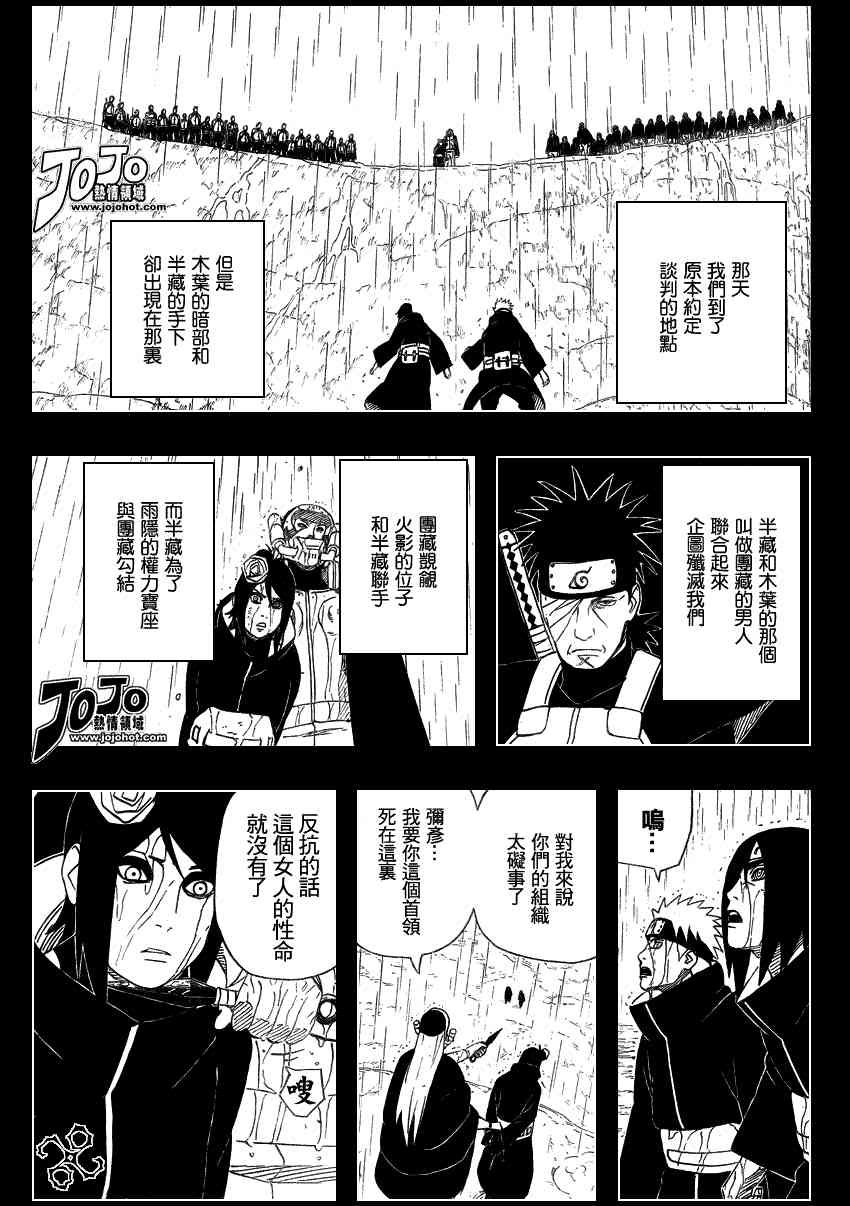 那天
我們到了
原本約定
談判的地點
但是
木葉的暗部和
半藏的手下
卻出現在那裏
JOJO
熱情領域
www.jojohot.com
半藏和木葉的那個
叫做團藏的男人
聯合起來
企圖殲滅我們
團藏覬覦
火影的位子
和半藏聯手
而半藏為了
雨隱的權力寶座
與團藏勾結
JOJO
熱情領域
www.jojohot.com
嗚…
對我來說
你們的組織
太礙事了
彌彥…
我要你這個首領
死在這裏
反抗的話
這個女人的性命
就沒有了
嗖